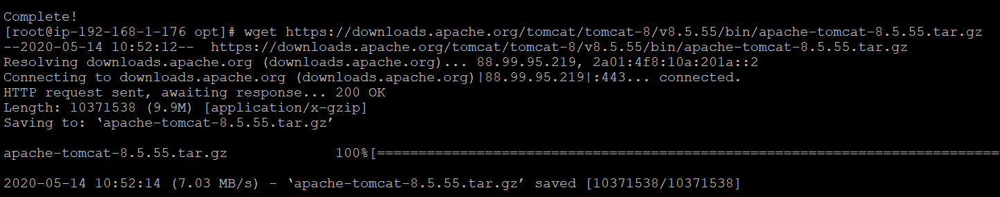 Complete!
[root@ip-192-168-1-176 opt]# wget https://downloads.apache.org/tomcat/tomcat-8/v8.5.55/bin/apache-tomcat-8.5.55.tar.gz
--2020-05-14 10:52:12--  https://downloads.apache.org/tomcat/tomcat-8/v8.5.55/bin/apache-tomcat-8.5.55.tar.gz
Resolving downloads.apache.org (downloads.apache.org)... 88.99.95.219, 2a01:4f8:10a:201a::2
Connecting to downloads.apache.org (downloads.apache.org)|88.99.95.219|:443... connected.
HTTP request sent, awaiting response... 200 OK
Length: 10371538 (9.9M) [application/x-gzip]
Saving to: ‘apache-tomcat-8.5.55.tar.gz’
apache-tomcat-8.5.55.tar.gz             100%[===========================================================================
2020-05-14 10:52:14 (7.03 MB/s) - ‘apache-tomcat-8.5.55.tar.gz’ saved [10371538/10371538]